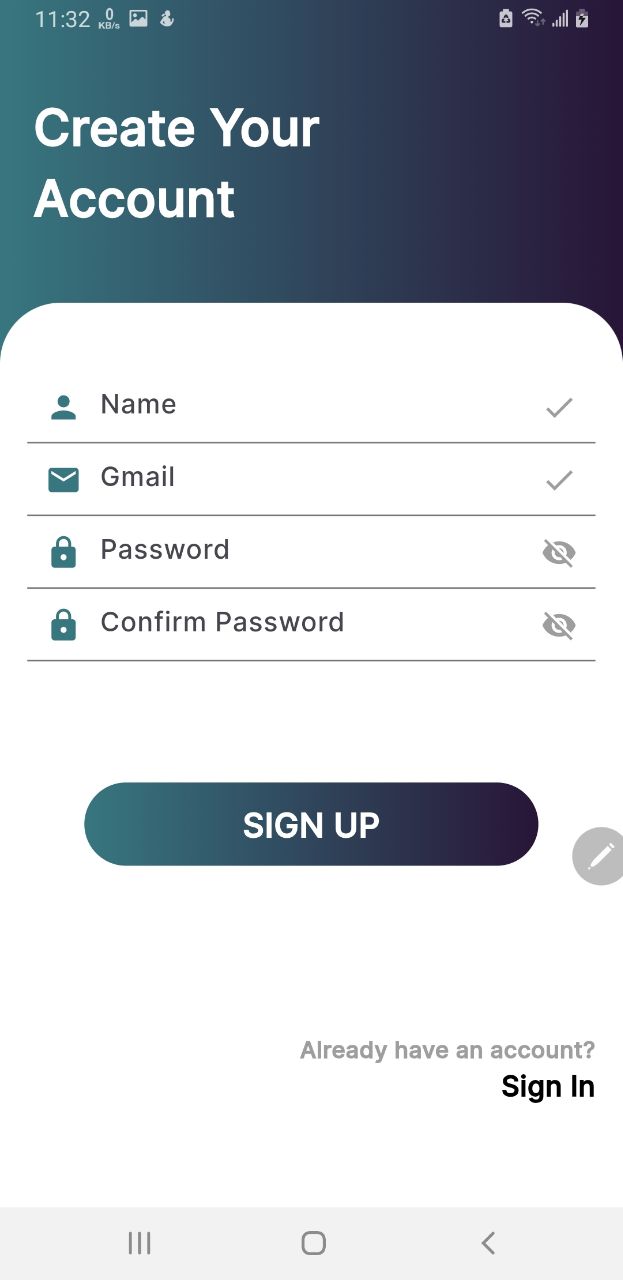 11:32 0 KB/s
Create Your
Account
Name
Gmail
Password
Confirm Password
SIGN UP
Already have an account?
Sign In